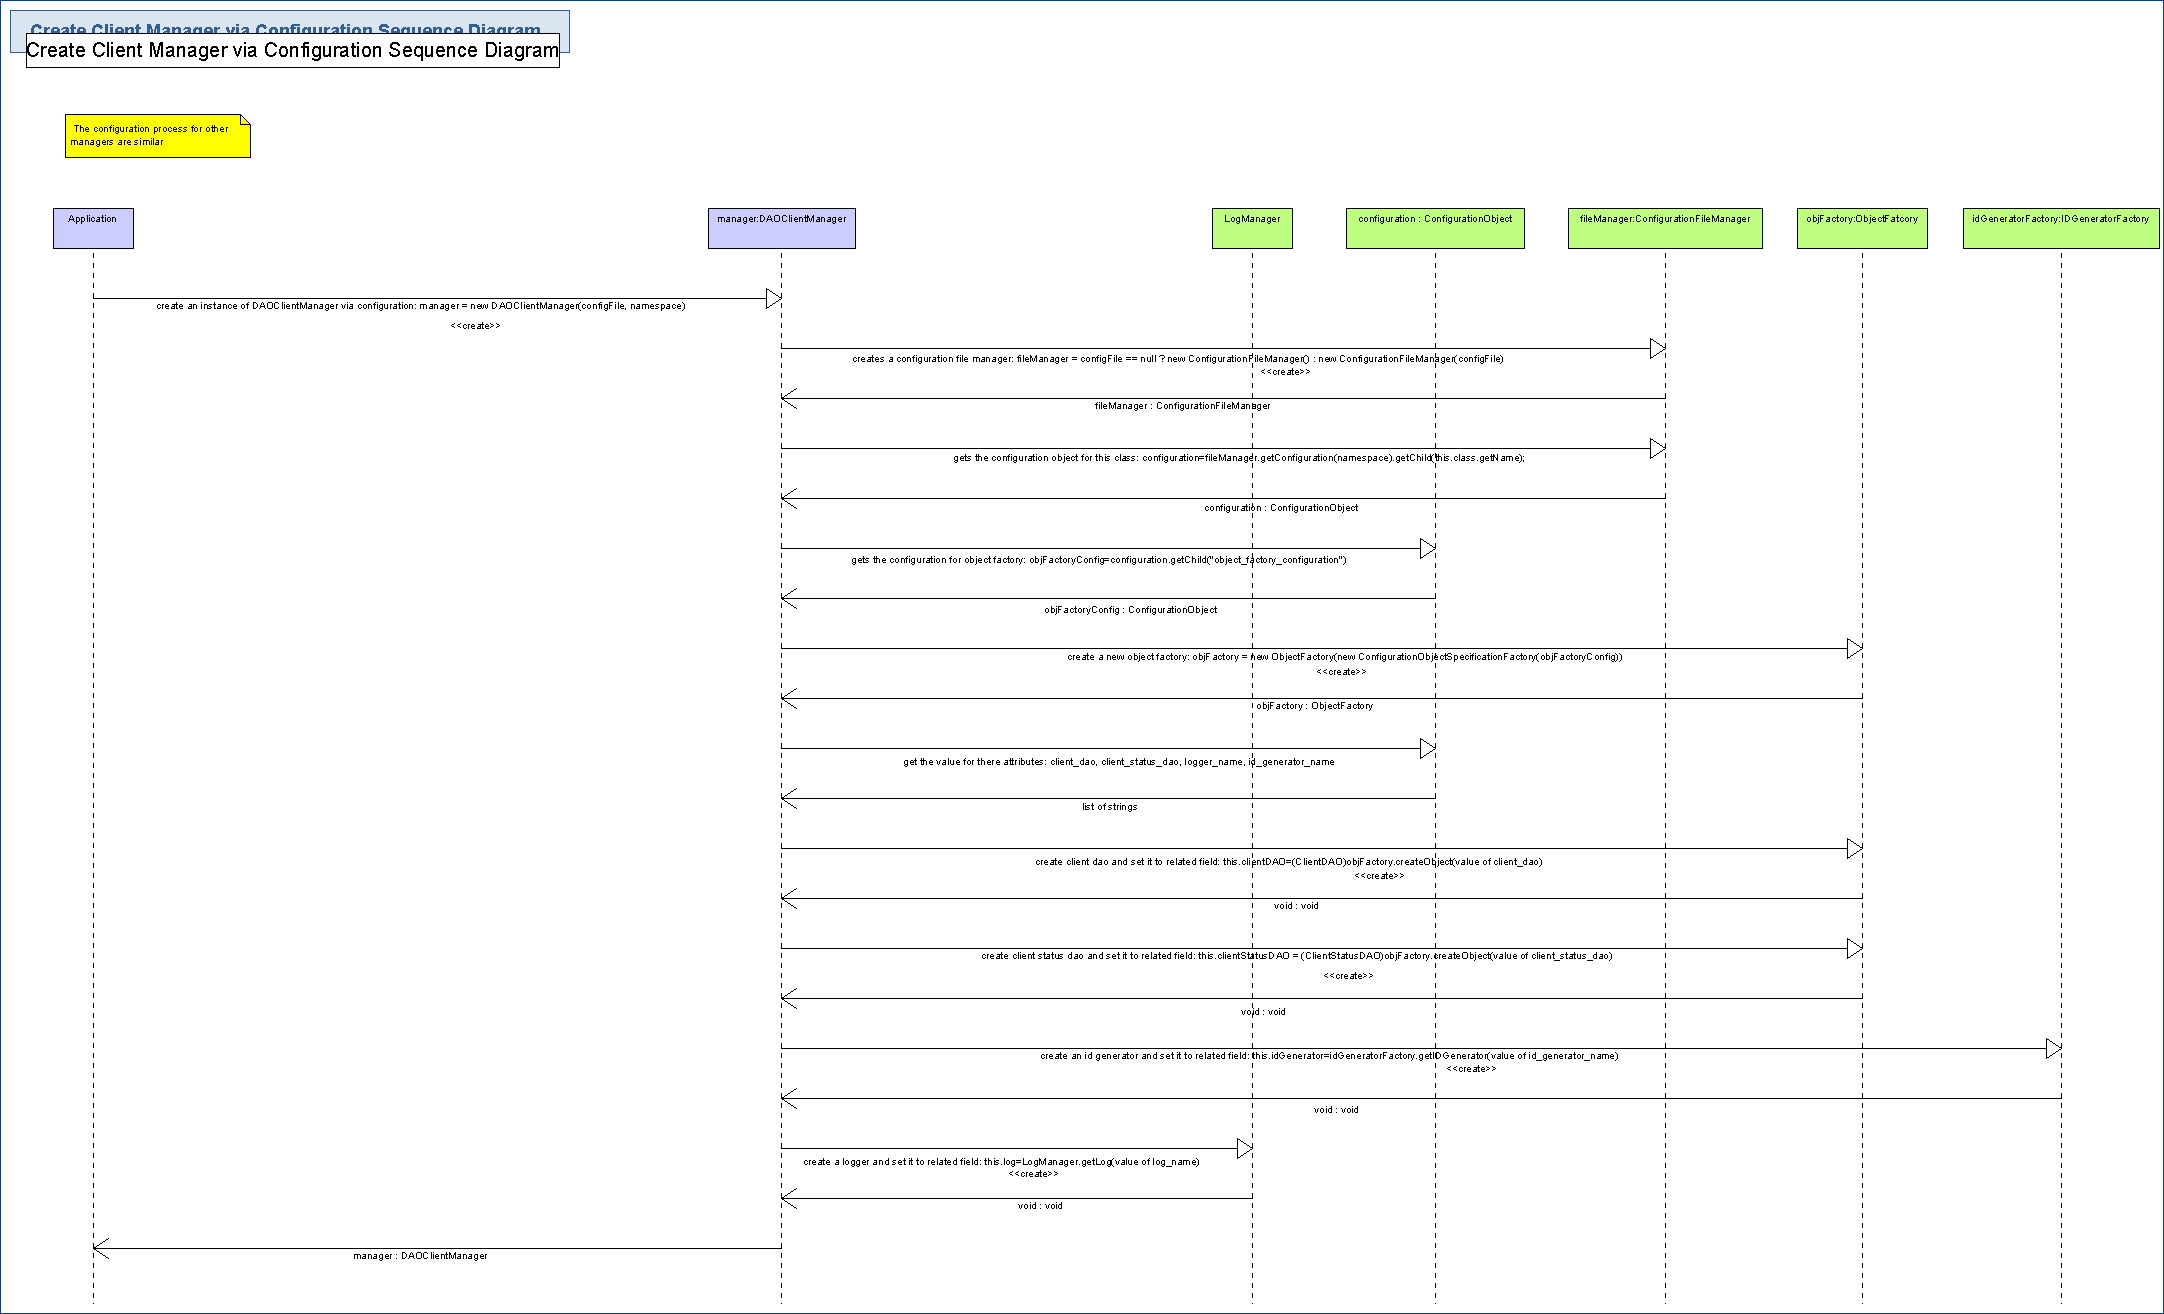 Create Client Manager via Configuration Sequence Diagram
Create Client Manager via Configuration Sequence Diagram
The configuration process for other
managers are similar
Application
manager:DAOClientManager
LogManager
configuration : ConfigurationObject
fileManager:ConfigurationFileManager
objFactory:ObjectFatcory
idGeneratorFactory:IDGeneratorFactory
create an instance of DAOClientManager via configuration: manager = new DAOClientManager(configFile, namespace)
<<create>>
creates a configuration file manager: fileManager = configFile == null ? new ConfigurationFileManager() : new ConfigurationFileManager(configFile)
<<create>>
fileManager : ConfigurationFileManager
gets the configuration object for this class: configuration=fileManager.getConfiguration(namespace).getChild(this.class.getName);
configuration : ConfigurationObject
gets the configuration for object factory: objFactoryConfig=configuration.getChild("object_factory_configuration")
objFactoryConfig : ConfigurationObject
create a new object factory: objFactory = new ObjectFactory(new ConfigurationObjectSpecificationFactory(objFactoryConfig))
<<create>>
objFactory : ObjectFactory
get the value for there attributes: client_dao, client_status_dao, logger_name, id_generator_name
list of strings
create client dao and set it to related field: this.clientDAO=(ClientDAO)objFactory.createObject(value of client_dao)
<<create>>
void : void
create client status dao and set it to related field: this.clientStatusDAO = (ClientStatusDAO)objFactory.createObject(value of client_status_dao)
<<create>>
void : void
create an id generator and set it to related field: this.idGenerator=idGeneratorFactory.getIDGenerator(value of id_generator_name)
<<create>>
void : void
create a logger and set it to related field: this.log=LogManager.getLog(value of log_name)
<<create>>
void : void
manager : DAOClientManager